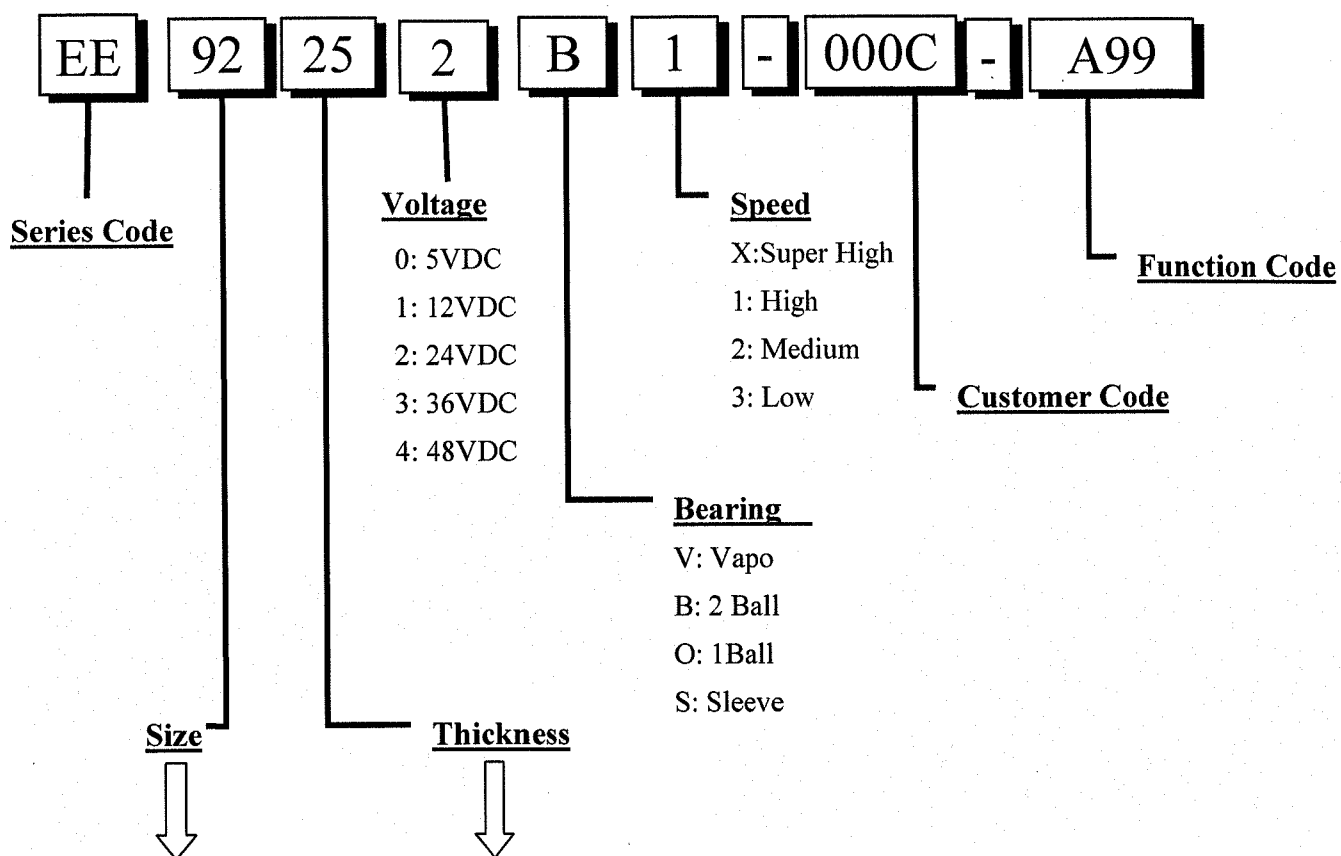 EE 92 25 2 B 1 - 000C - A99
Series Code
Voltage
0: 5VDC
1: 12VDC
2: 24VDC
3: 36VDC
4: 48VDC
Speed
X:Super High
1: High
2: Medium
3: Low
Function Code
Customer Code
Bearing
V: Vapo
B: 2 Ball
O: 1Ball
S: Sleeve
Size
Thickness